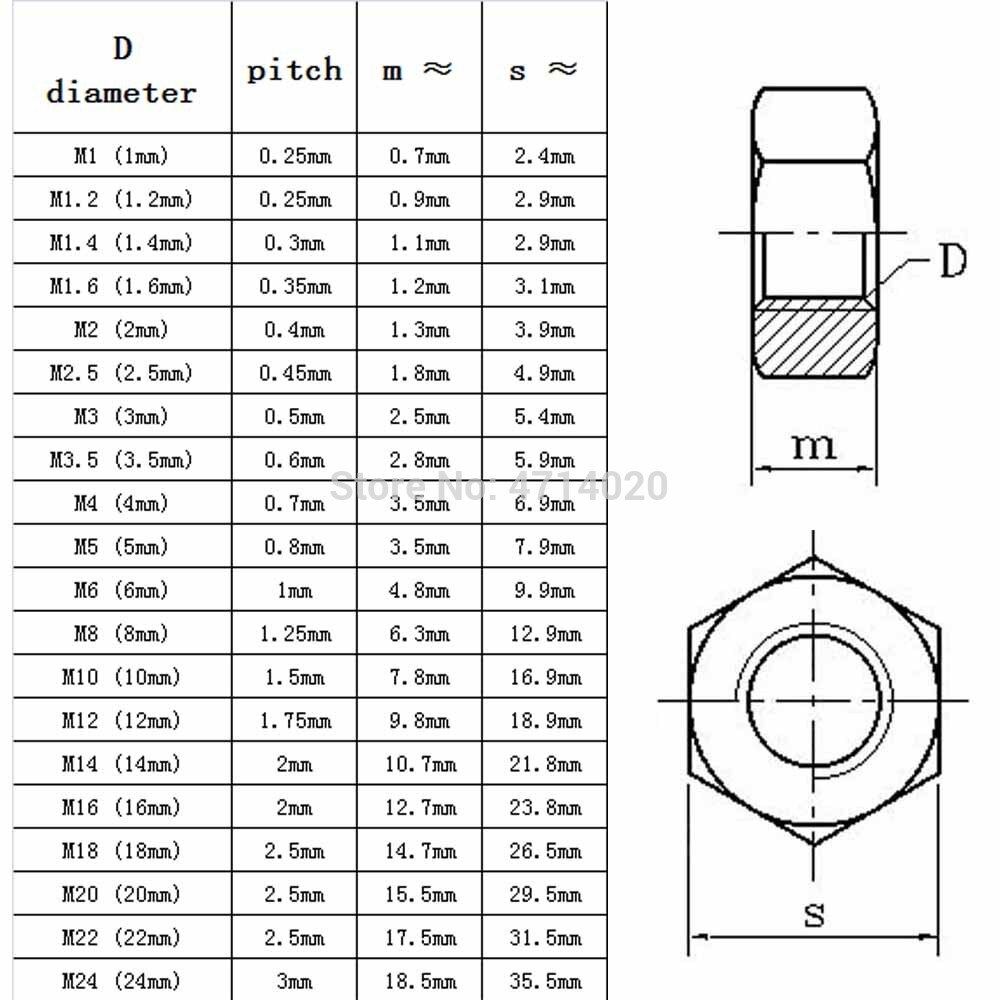 D diameter pitch m ≈ s ≈
M1 (1mm) 0.25mm 0.7mm 2.4mm
M1.2 (1.2mm) 0.25mm 0.9mm 2.9mm
M1.4 (1.4mm) 0.3mm 1.1mm 2.9mm
M1.6 (1.6mm) 0.35mm 1.2mm 3.1mm
M2 (2mm) 0.4mm 1.3mm 3.9mm
M2.5 (2.5mm) 0.45mm 1.8mm 4.9mm
M3 (3mm) 0.5mm 2.5mm 5.4mm
M3.5 (3.5mm) 0.6mm 2.8mm 5.9mm
Store No: 4714020
M4 (4mm) 0.7mm 3.5mm 6.9mm
M5 (5mm) 0.8mm 3.5mm 7.9mm
M6 (6mm) 1mm 4.8mm 9.9mm
M8 (8mm) 1.25mm 6.3mm 12.9mm
M10 (10mm) 1.5mm 7.8mm 16.9mm
M12 (12mm) 1.75mm 9.8mm 18.9mm
M14 (14mm) 2mm 10.7mm 21.8mm
M16 (16mm) 2mm 12.7mm 23.8mm
M18 (18mm) 2.5mm 14.7mm 26.5mm
M20 (20mm) 2.5mm 15.5mm 29.5mm
M22 (22mm) 2.5mm 17.5mm 31.5mm
M24 (24mm) 3mm 18.5mm 35.5mm
D
m
s